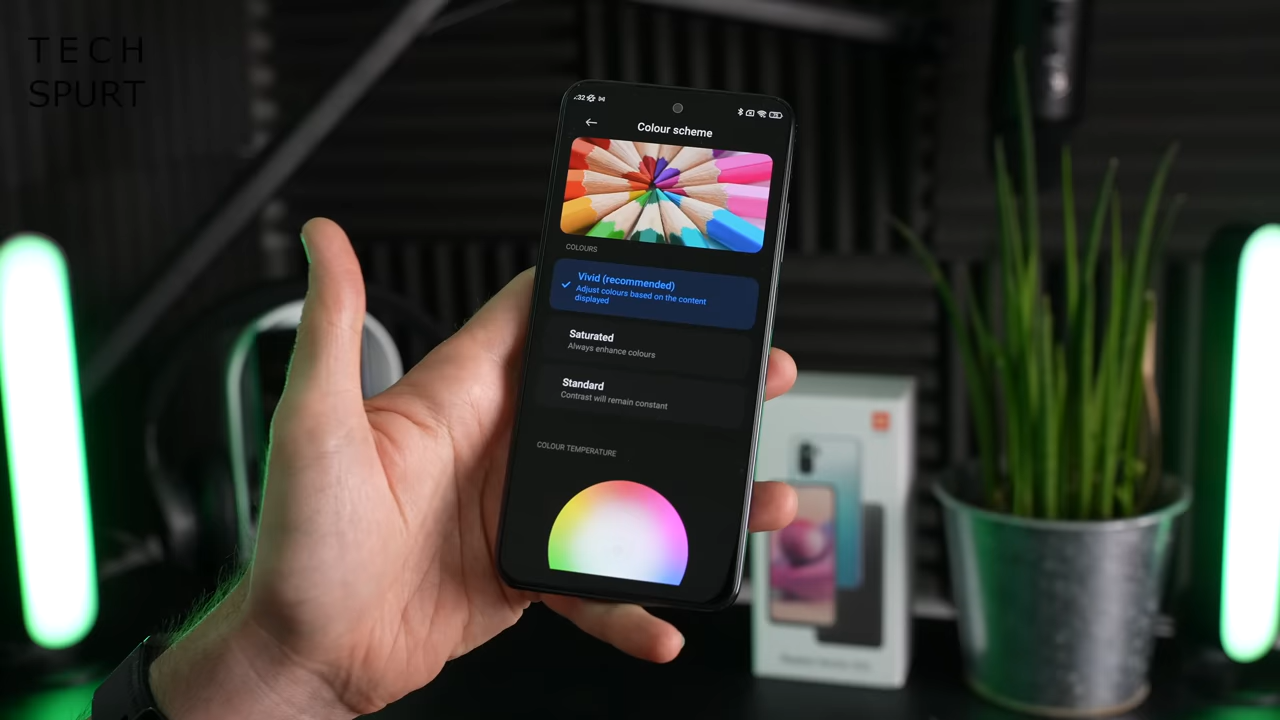 TECH
SPURT
:32
Colour scheme
COLOURS
Vivid (recommended)
Adjust colours based on the content
displayed
Saturated
Always enhance colours
Standard
Contrast will remain constant
COLOUR TEMPERATURE